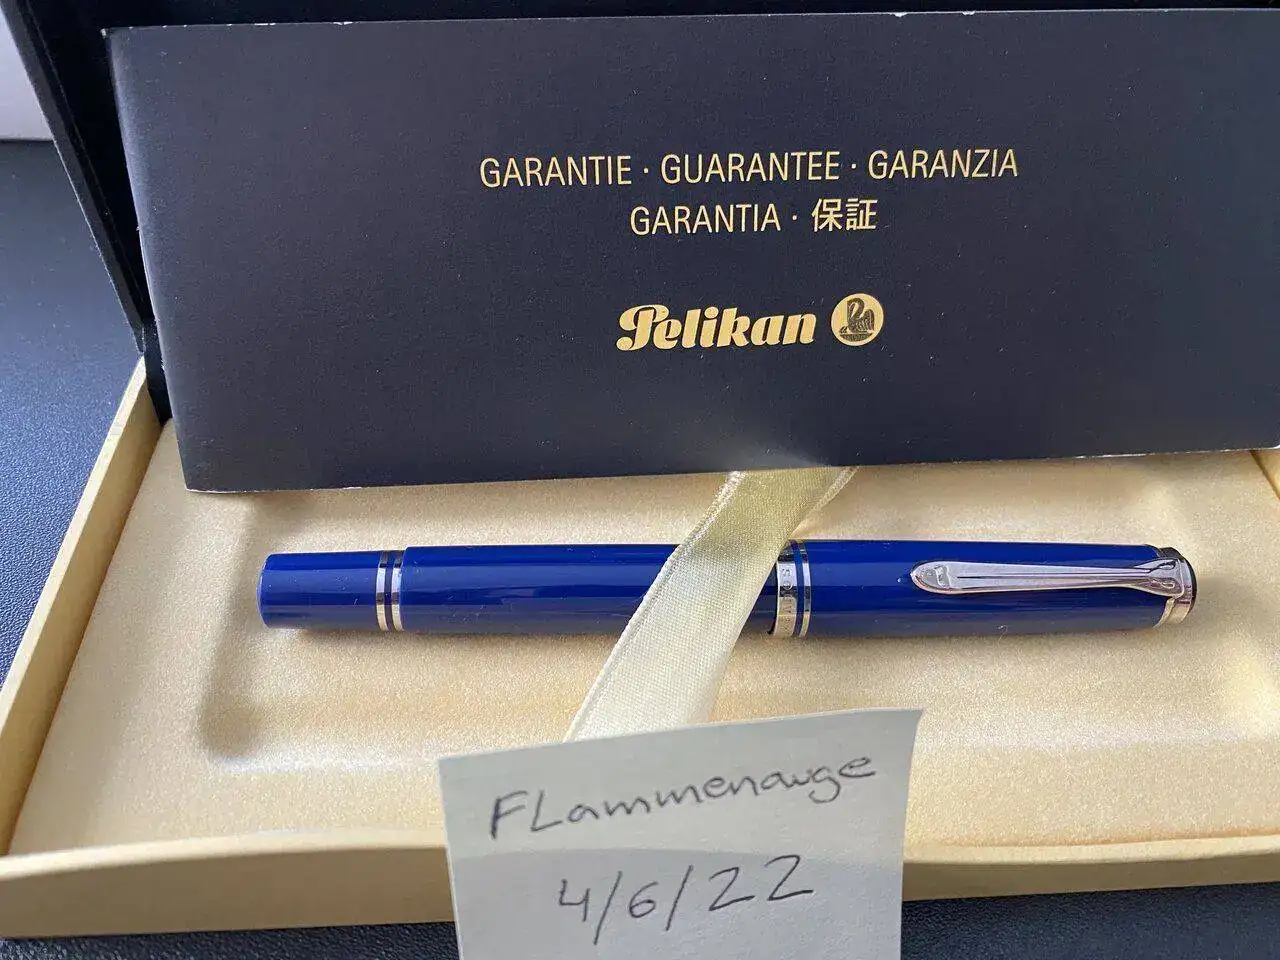 GARANTIE · GUARANTEE · GARANZIA
GARANTIA · 保証
Pelikan
FLammenauge
4/6/22